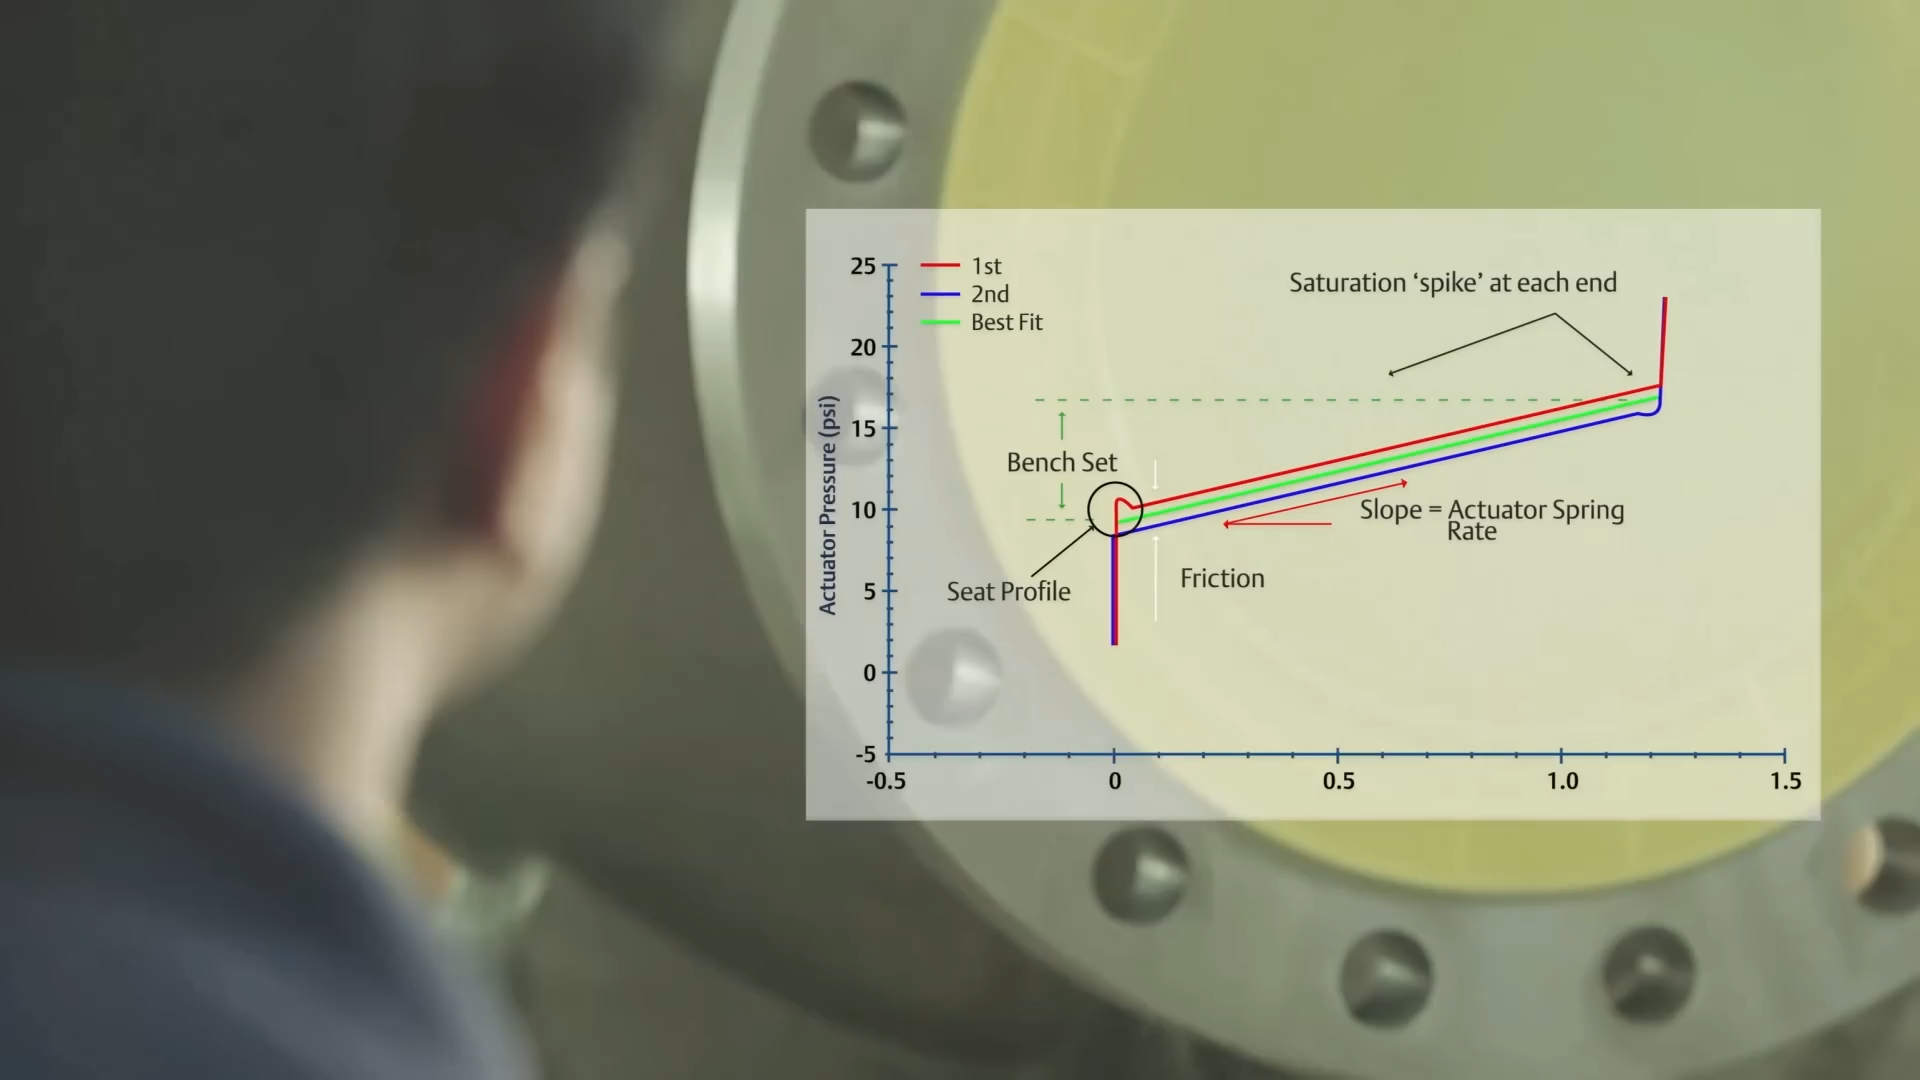 25
1st
2nd
Best Fit
Saturation ‘spike’ at each end
20
15
Bench Set
10
Slope = Actuator Spring
Rate
Friction
5
Seat Profile
Actuator Pressure (psi)
0
-5
-0.5
0
0.5
1.0
1.5